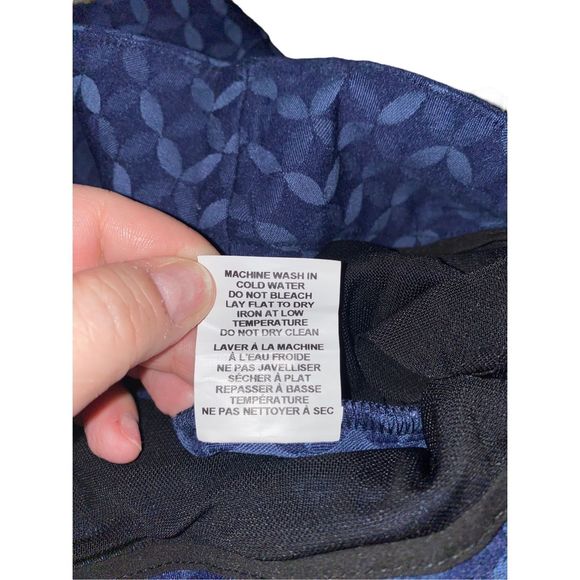 MACHINE WASH IN
COLD WATER
DO NOT BLEACH
LAY FLAT TO DRY
IRON AT LOW
TEMPERATURE
DO NOT DRY CLEAN
LAVER À LA MACHINE
À L'EAU FROIDE
NE PAS JAVELLISER
SÉCHER À PLAT
REPASSER À BASSE
TEMPÉRATURE
NE PAS NETTOYER À SEC